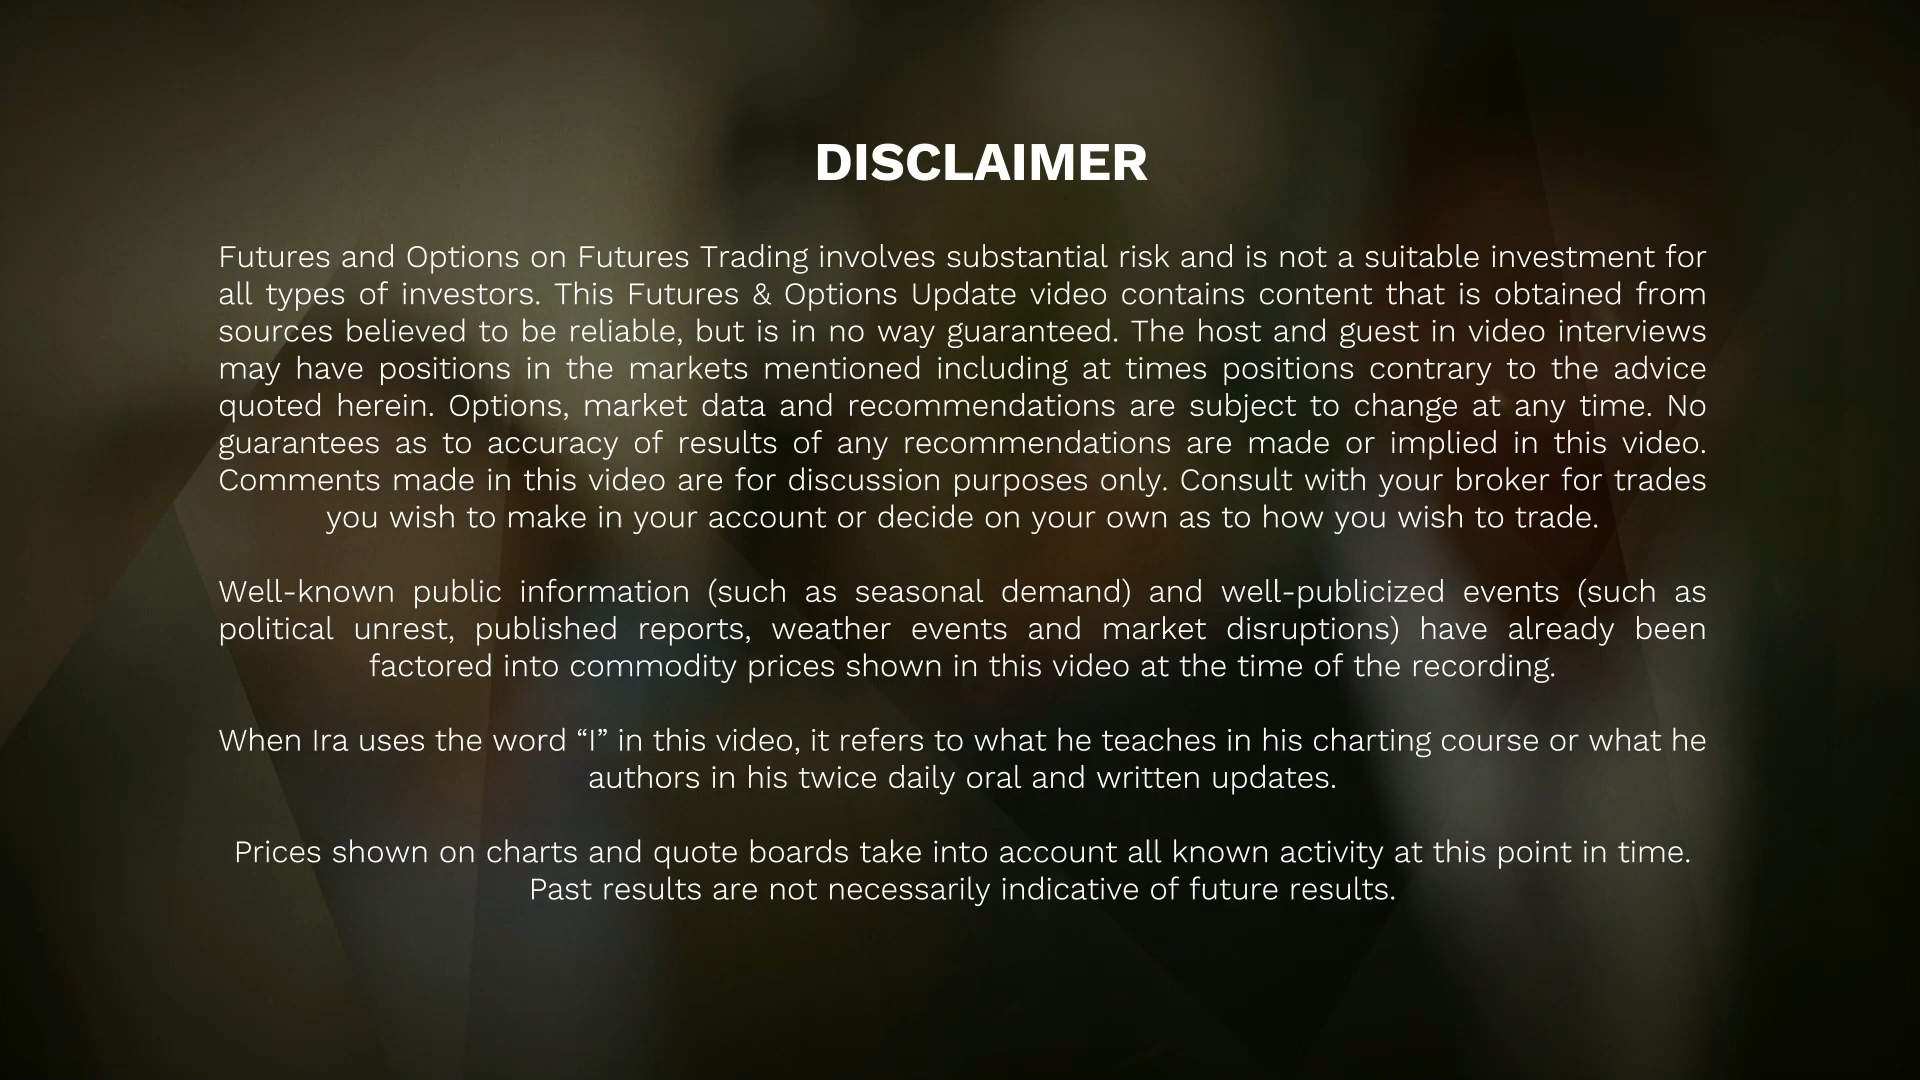 DISCLAIMER
Futures and Options on Futures Trading involves substantial risk and is not a suitable investment for
all types of investors. This Futures & Options Update video contains content that is obtained from
sources believed to be reliable, but is in no way guaranteed. The host and guest in video interviews
may have positions in the markets mentioned including at times positions contrary to the advice
quoted herein. Options, market data and recommendations are subject to change at any time. No
guarantees as to accuracy of results of any recommendations are made or implied in this video.
Comments made in this video are for discussion purposes only. Consult with your broker for trades
you wish to make in your account or decide on your own as to how you wish to trade.
Well-known public information (such as seasonal demand) and well-publicized events (such as
political unrest, published reports, weather events and market disruptions) have already been
factored into commodity prices shown in this video at the time of the recording.
When Ira uses the word “I” in this video, it refers to what he teaches in his charting course or what he
authors in his twice daily oral and written updates.
Prices shown on charts and quote boards take into account all known activity at this point in time.
Past results are not necessarily indicative of future results.